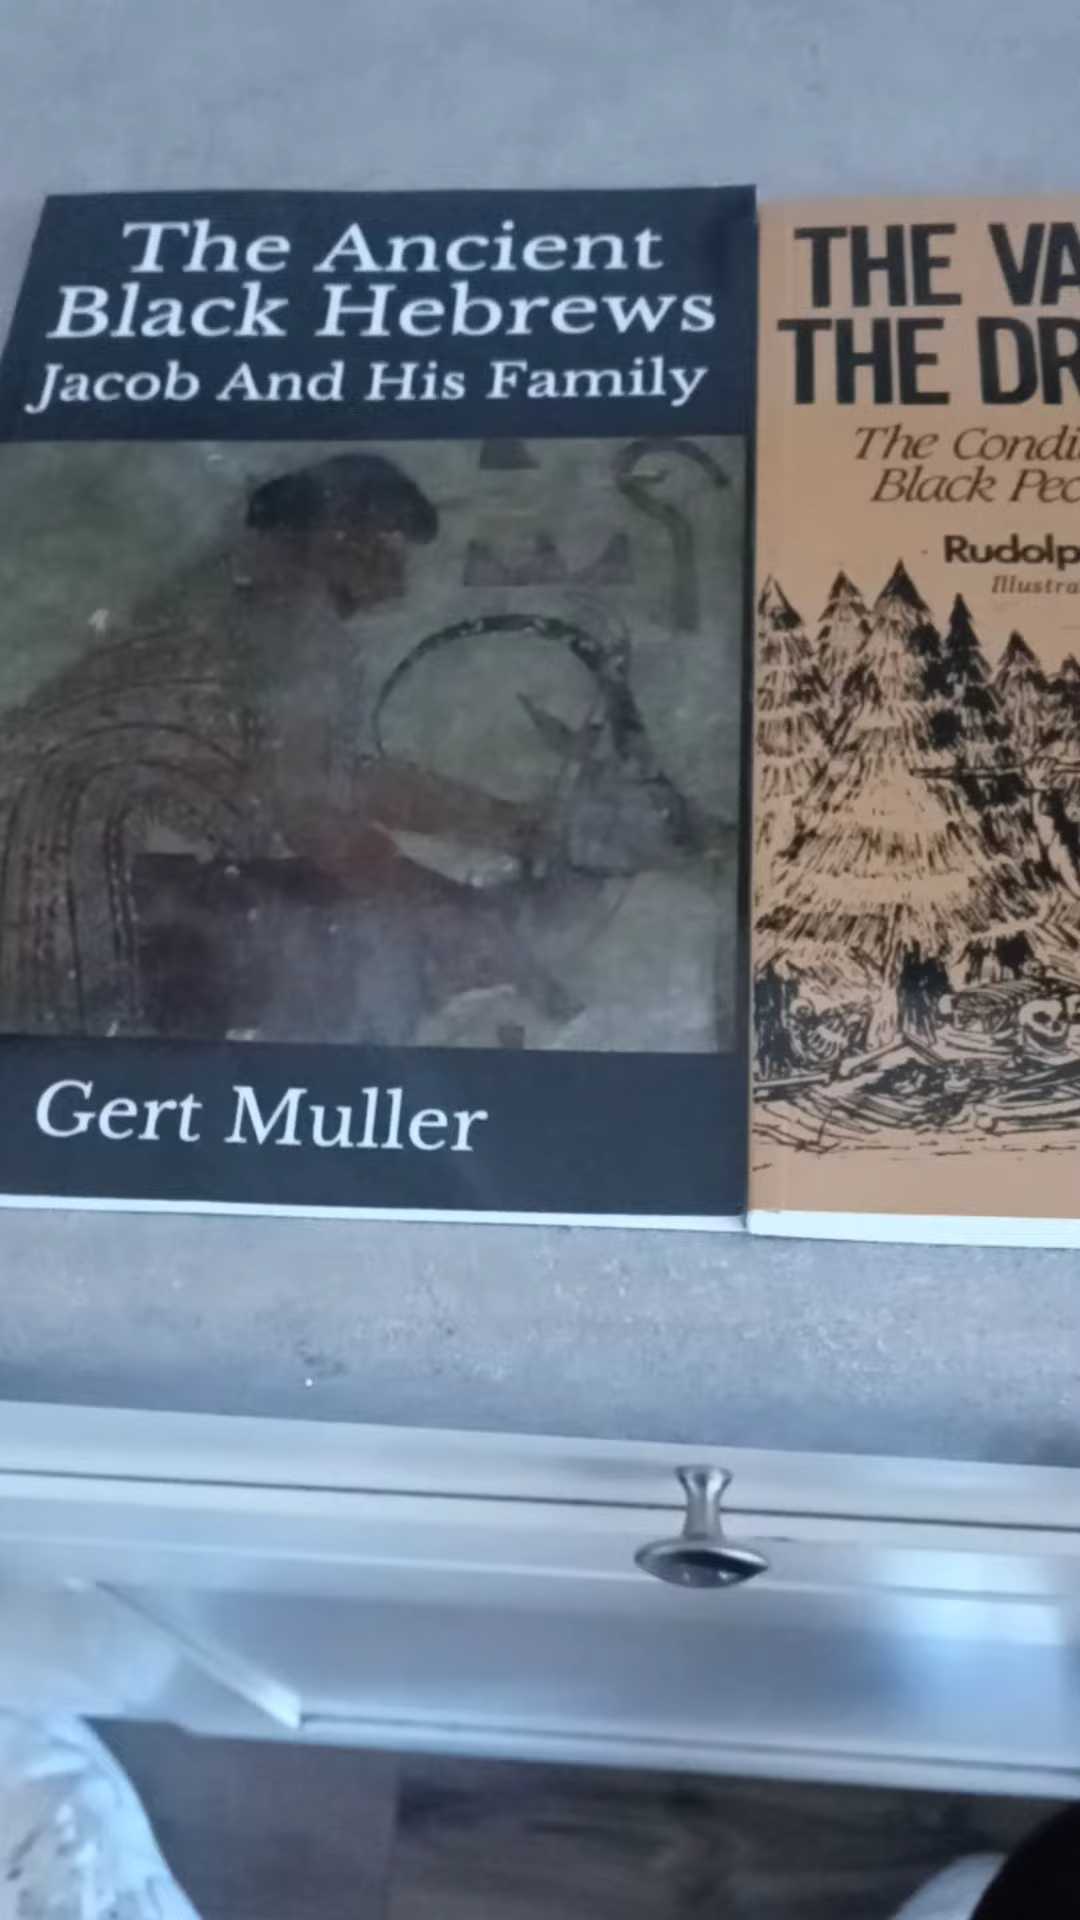 The Ancient
Black Hebrews
Jacob And His Family
Gert Muller
THE VA
THE DR
The Condi
Black Peo
Rudolp
Illustra